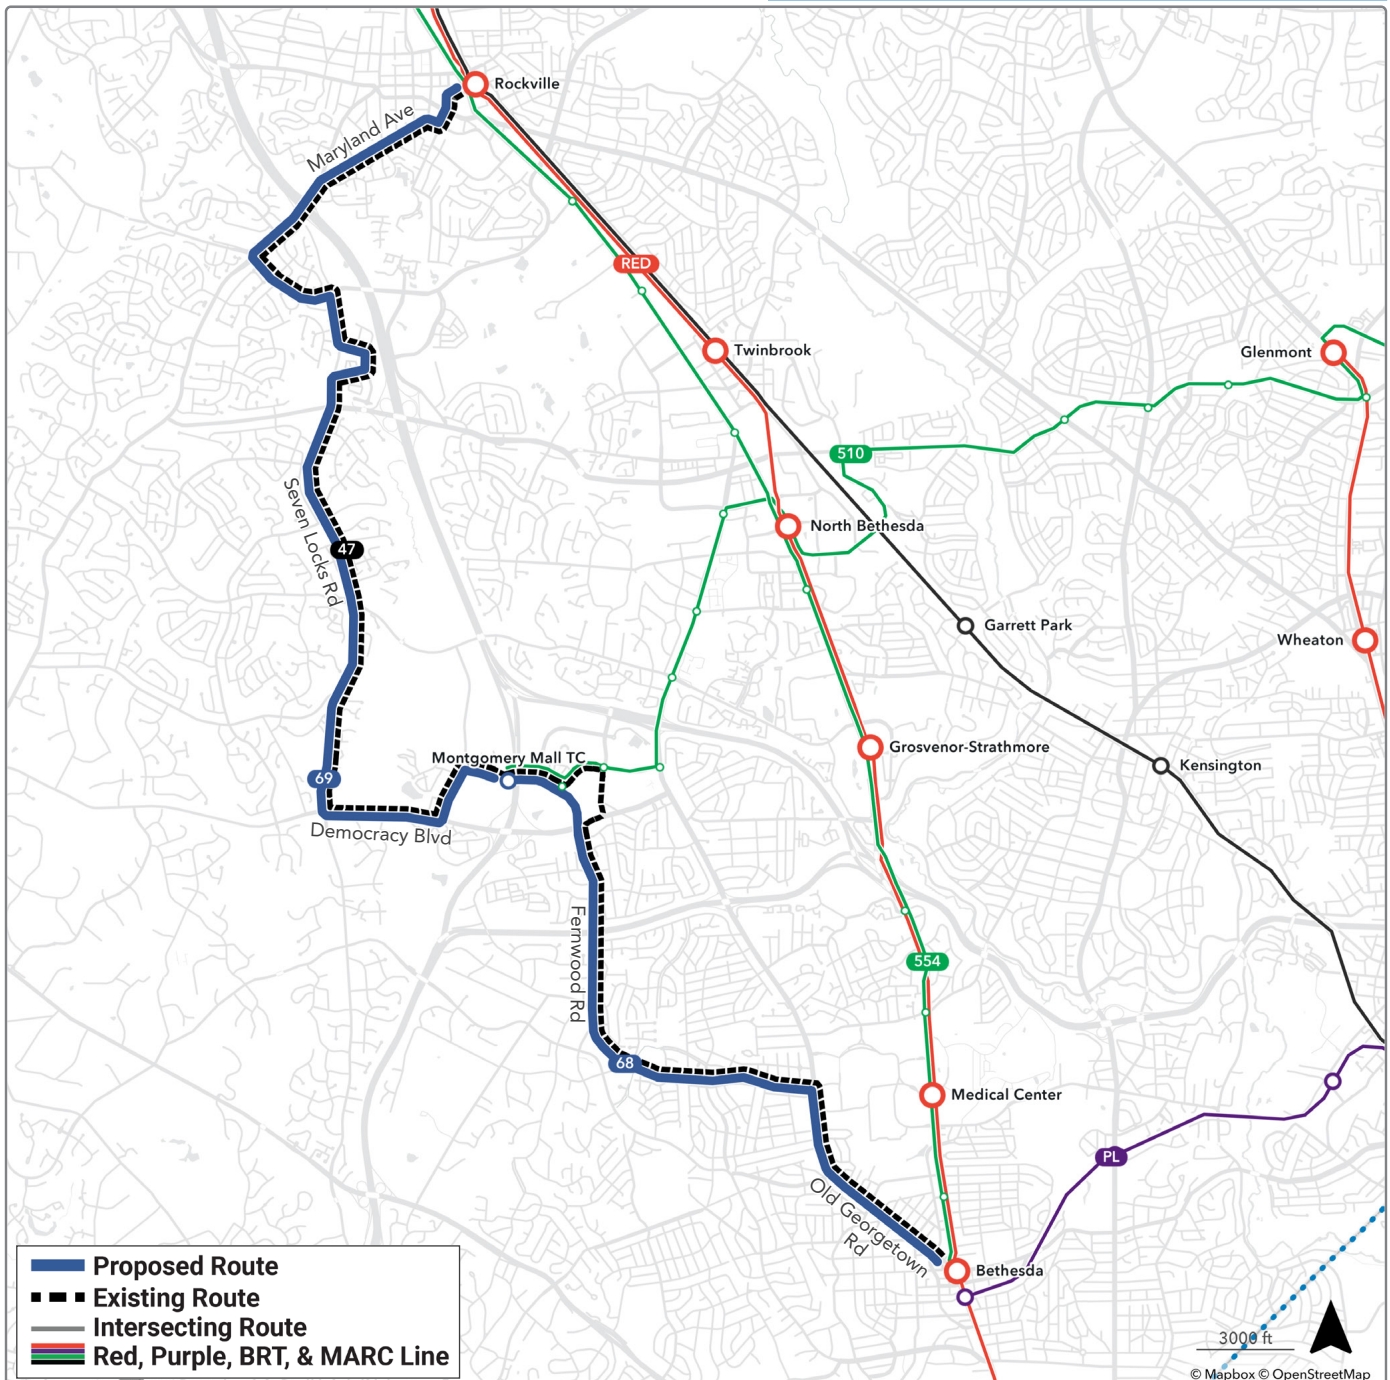 Rockville
Maryland Ave
RED
Twinbrook
Glenmont
510
North Bethesda
Seven Locks Rd
47
Garrett Park
Wheaton
Grosvenor-Strathmore
Montgomery Mall TC
Kensington
69
Democracy Blvd
Fernwood Rd
554
68
Medical Center
PL
Old Georgetown
Rd
Bethesda
Proposed Route
Existing Route
Intersecting Route
Red, Purple, BRT, & MARC Line
3000 ft
© Mapbox © OpenStreetMap